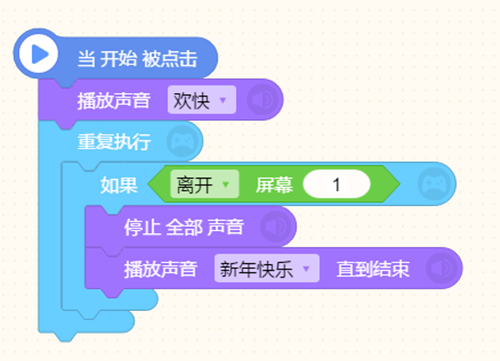 当 开始 被点击
播放声音 欢快
重复执行
如果 离开 屏幕 1
停止 全部 声音
播放声音 新年快乐 直到结束